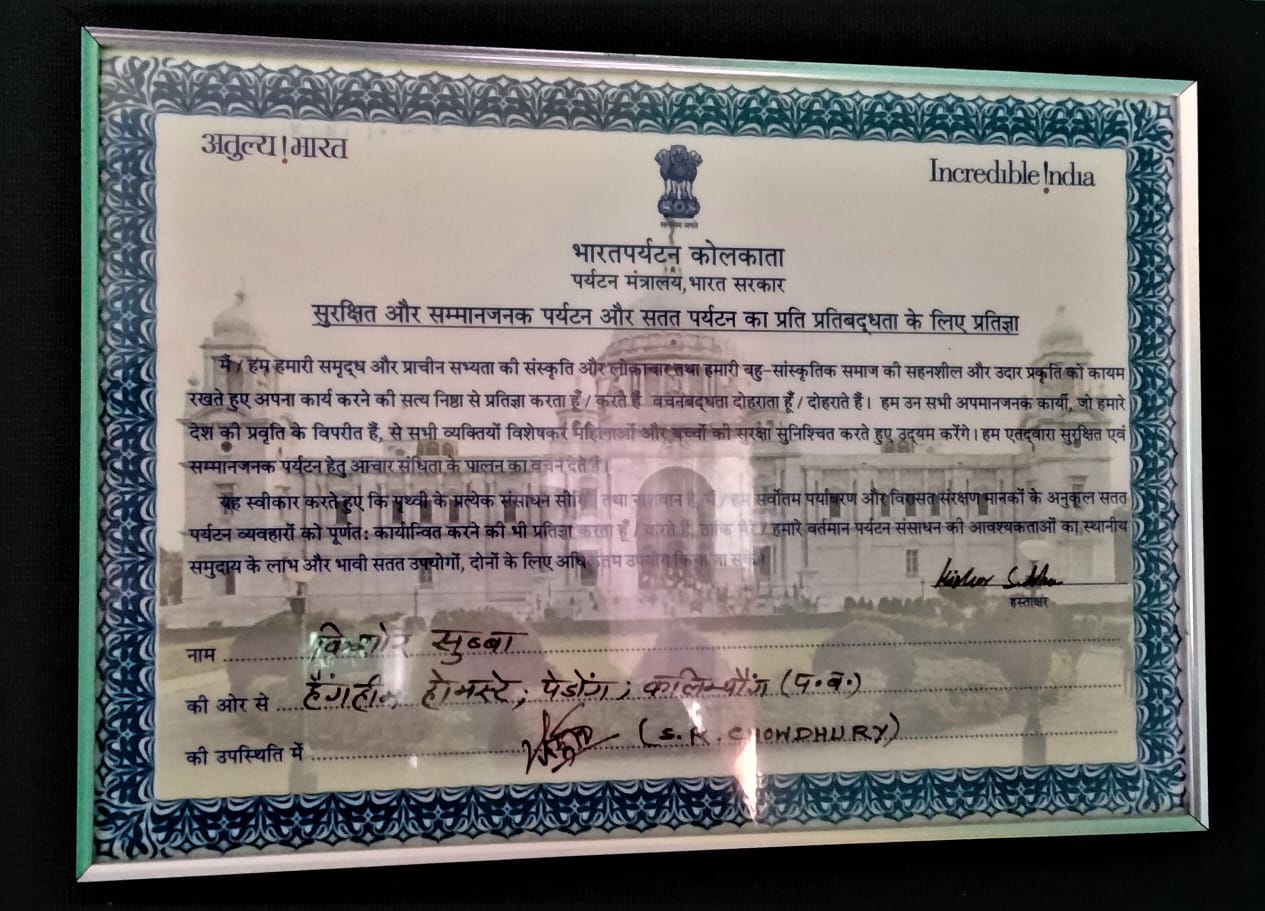 अतुल्य!भारत
Incredible!ndia
सत्यमेव जयते
भारतपर्यटन कोलकाता
पर्यटन मंत्रालय,भारत सरकार
सुरक्षित और सम्मानजनक पर्यटन और सतत पर्यटन का प्रति प्रतिबद्धता के लिए प्रतिज्ञा
मैं / हम हमारी समृद्ध और प्राचीन सभ्यता की संस्कृति और लोकाचार तथा हमारी बहु-सांस्कृतिक समाज की सहनशील और उदार प्रकृति को कायम
रखते हुए अपना कार्य करने की सत्य निष्ठा से प्रतिज्ञा करता हूँ / करते हैं वचनबद्धता दोहराता हूँ / दोहराते हैं। हम उन सभी अपमानजनक कार्यो, जो हमारे
देश की प्रवृति के विपरीत हैं, से सभी व्यक्तियों विशेषकर महिलाओं और बच्चों की सुरक्षा सुनिश्चित करते हुए उद्यम करेंगे। हम एतद्वारा सुरक्षित एवं
सम्मानजनक पर्यटन हेतु आचार संधिता के पालन का वचन देते हैं।
यह स्वीकार करते हुए कि पृथ्वी के प्रत्येक संसाधन तथा नाशवान हैं, मैं / हम सर्वोतम पर्यावरण और विरासत संरक्षण मानकों के अनुकूल सतत
पर्यटन व्यवहारों को पूर्णत: कार्यान्वित करने की भी प्रतिज्ञा करता हूँ / करते हैं, ताकि मेरे / हमारे वर्तमान पर्यटन संसाधन की आवश्यकताओं का स्थानीय
समुदाय के लाभ और भावी सतत उपयोगों, दोनों के लिए उपयोग किया जा सके।
Kishor Subba
हस्ताक्षर
नाम किशोर सुब्बा
की ओर से होमस्टे; पेडोंग; कलिम्पोंग (प.बं.)
की उपस्थिति में (S.K. CHOWDHURY)